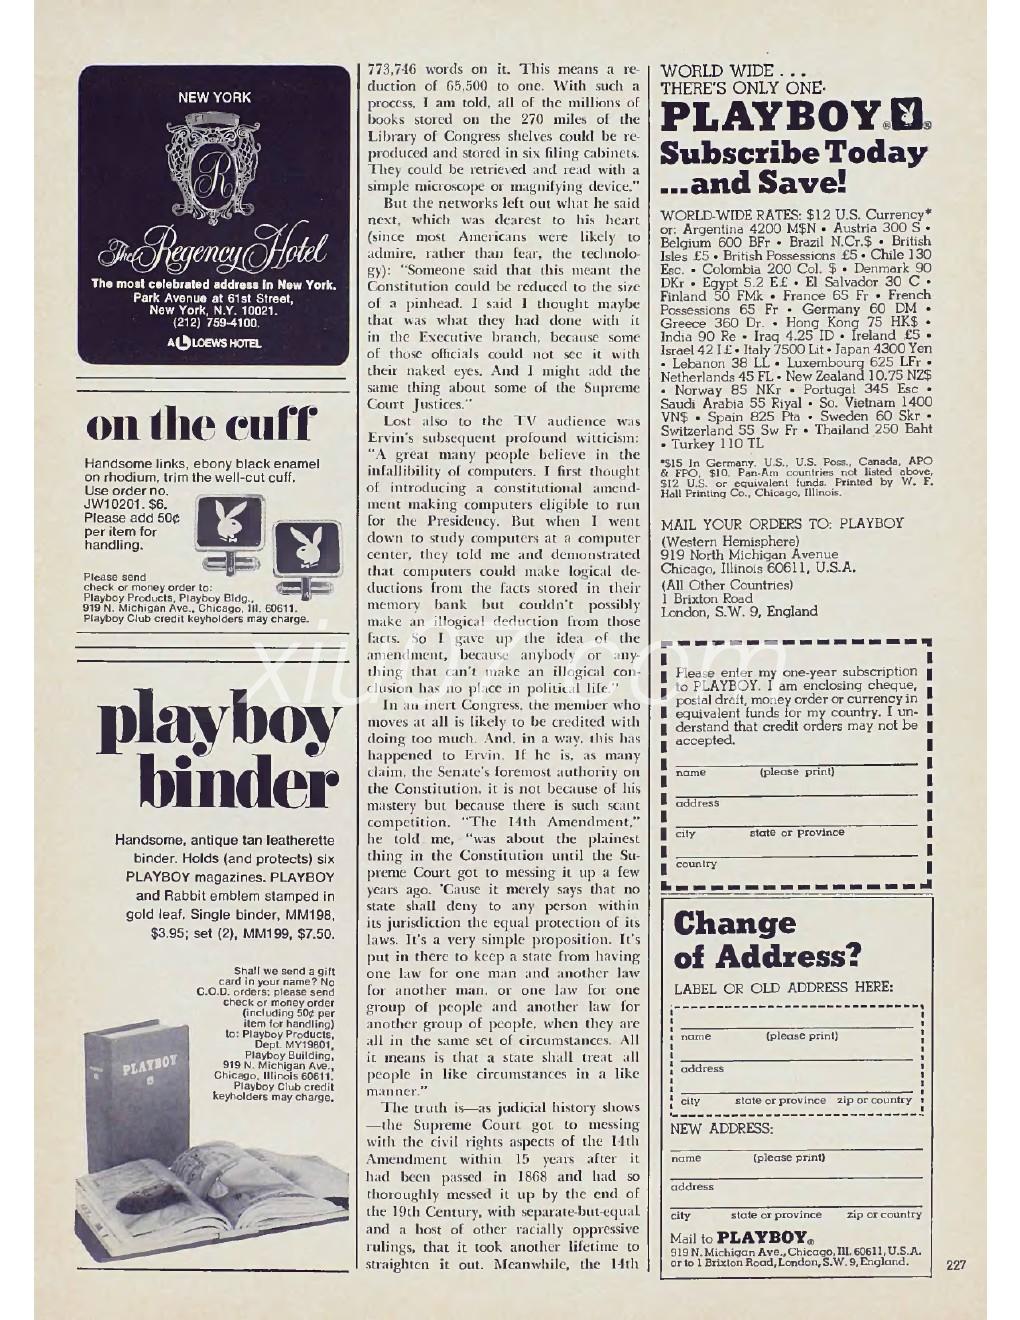 NEW YORK
R
The Regency Hotel
The most celebrated address in New York.
Park Avenue at 61st Street,
New York, N.Y. 10021.
(212) 759-4100.
A LOEWS HOTEL
on the cuff
Handsome links, ebony black enamel
on rhodium, trim the well-cut cuff.
Use order no.
JW10201. $6.
Please add 50¢
per item for
handling.
Please send
check or money order to:
Playboy Products, Playboy Bldg.,
919 N. Michigan Ave., Chicago, Ill. 60611.
Playboy Club credit keyholders may charge.
playboy
binder
Handsome, antique tan leatherette
binder. Holds (and protects) six
PLAYBOY magazines. PLAYBOY
and Rabbit emblem stamped in
gold leaf. Single binder, MM198,
$3.95; set (2), MM199, $7.50.
Shall we send a gift
card in your name? No
C.O.D. orders; please send
check or money order
(including 50¢ per
item for handling)
to: Playboy Products,
Dept. MY19801,
Playboy Building,
919 N. Michigan Ave.,
Chicago, Illinois 60611.
Playboy Club credit
keyholders may charge.
PLAYBOY
773,746 words on it. This means a re-
duction of 65,500 to one. With such a
process, I am told, all of the millions of
books stored on the 270 miles of the
Library of Congress shelves could be re-
produced and stored in six filing cabinets.
They could be retrieved and read with a
simple microscope or magnifying device."
But the networks left out what he said
next, which was dearest to his heart
(since most Americans were likely to
admire, rather than fear, the technolo-
gy): "Someone said that this meant the
Constitution could be reduced to the size
of a pinhead. I said I thought maybe
that was what they had done with it
in the Executive branch, because some
of those officials could not see it with
their naked eyes. And I might add the
same thing about some of the Supreme
Court Justices."
Lost also to the TV audience was
Ervin's subsequent profound witticism:
"A great many people believe in the
infallibility of computers. I first thought
of introducing a constitutional amend-
ment making computers eligible to run
for the Presidency. But when I went
down to study computers at a computer
center, they told me and demonstrated
that computers could make logical de-
ductions from the facts stored in their
memory bank but couldn't possibly
make an illogical deduction from those
facts. So I gave up the idea of the
amendment, because anybody or any-
thing that can't make an illogical con-
clusion has no place in political life."
In an inert Congress, the member who
moves at all is likely to be credited with
doing too much. And, in a way, this has
happened to Ervin. If he is, as many
claim, the Senate's foremost authority on
the Constitution, it is not because of his
mastery but because there is such scant
competition. "The 14th Amendment,"
he told me, "was about the plainest
thing in the Constitution until the Su-
preme Court got to messing it up a few
years ago. 'Cause it merely says that no
state shall deny to any person within
its jurisdiction the equal protection of its
laws. It's a very simple proposition. It's
put in there to keep a state from having
one law for one man and another law
for another man, or one law for one
group of people and another law for
another group of people, when they are
all in the same set of circumstances. All
it means is that a state shall treat all
people in like circumstances in a like
manner."
The truth is—as judicial history shows
—the Supreme Court got to messing
with the civil rights aspects of the 14th
Amendment within 15 years after it
had been passed in 1868 and had so
thoroughly messed it up by the end of
the 19th Century, with separate-but-equal
and a host of other racially oppressive
rulings, that it took another lifetime to
straighten it out. Meanwhile, the 14th
WORLD WIDE . . .
THERE'S ONLY ONE·
PLAYBOY®
Subscribe Today
...and Save!
WORLD-WIDE RATES: $12 U.S. Currency*
or: Argentina 4200 M$N • Austria 300 S •
Belgium 600 BFr • Brazil N.Cr.$ • British
Isles £5 • British Possessions £5 • Chile 130
Esc. • Colombia 200 Col. $ • Denmark 90
DKr • Egypt 5.2 E£ • El Salvador 30 C •
Finland 50 FMk • France 65 Fr • French
Possessions 65 Fr • Germany 60 DM •
Greece 360 Dr. • Hong Kong 75 HK$ •
India 90 Re • Iraq 4.25 ID • Ireland £5 •
Israel 42 I£ • Italy 7500 Lit • Japan 4300 Yen
• Lebanon 38 LL • Luxembourg 625 LFr •
Netherlands 45 FL • New Zealand 10.75 NZ$
• Norway 85 NKr • Portugal 345 Esc •
Saudi Arabia 55 Riyal • So. Vietnam 1400
VN$ • Spain 825 Pta • Sweden 60 Skr •
Switzerland 55 Sw Fr • Thailand 250 Baht
• Turkey 110 TL
*$15 In Germany. U.S., U.S. Poss., Canada, APO
& FPO, $10. Pan-Am countries not listed above,
$12 U.S. or equivalent funds. Printed by W. F.
Hall Printing Co., Chicago, Illinois.
MAIL YOUR ORDERS TO: PLAYBOY
(Western Hemisphere)
919 North Michigan Avenue
Chicago, Illinois 60611, U.S.A.
(All Other Countries)
1 Brixton Road
London, S.W. 9, England
Please enter my one-year subscription
to PLAYBOY. I am enclosing cheque,
postal draft, money order or currency in
equivalent funds for my country. I un-
derstand that credit orders may not be
accepted.
name (please print)
address
city state or province
country
Change
of Address?
LABEL OR OLD ADDRESS HERE:
name (please print)
address
city state or province zip or country
NEW ADDRESS:
name (please print)
address
city state or province zip or country
Mail to PLAYBOY®
919 N. Michigan Ave., Chicago, Ill. 60611, U.S.A.
or to 1 Brixton Road, London, S.W. 9, England.
227